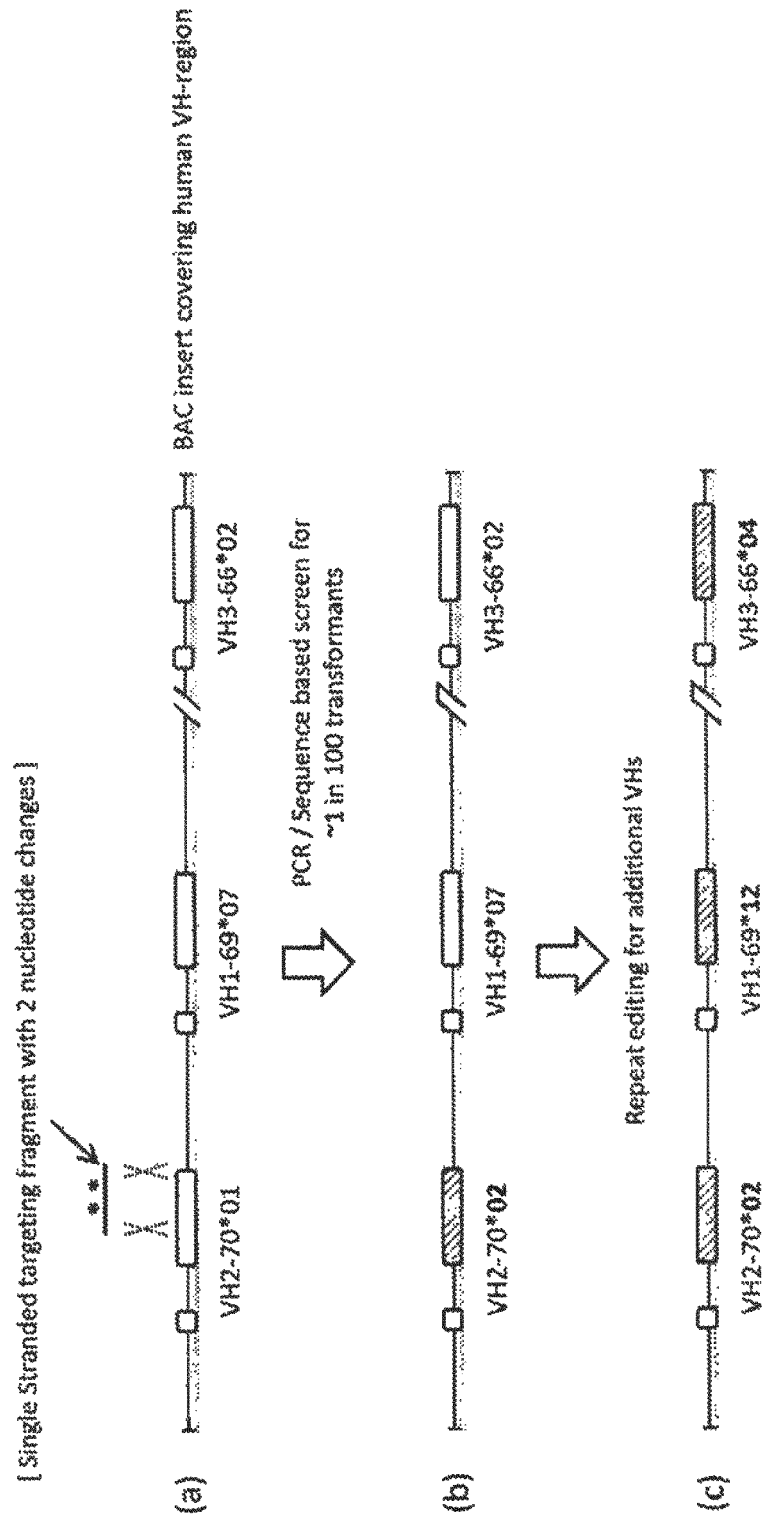 [ Single Stranded targeting fragment with 2 nucleotide changes ]
* *
(a)
VH2-70*01
VH1-69*07
VH3-66*02
BAC insert covering human VH-region
PCR / Sequence based screen for
~1 in 100 transformants
(b)
VH2-70*02
VH1-69*07
VH3-66*02
Repeat editing for additional VHs
(c)
VH2-70*02
VH1-69*12
VH3-66*04